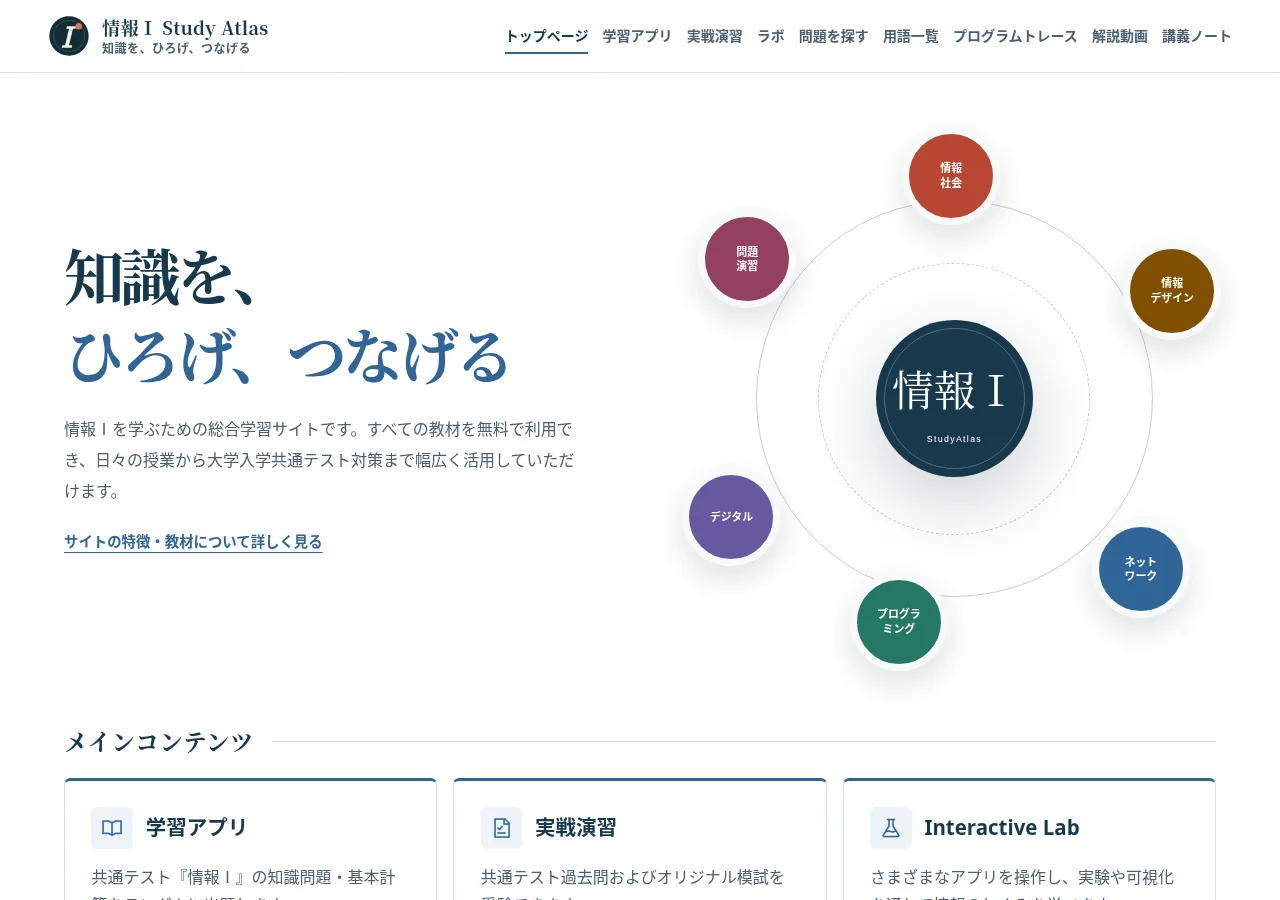 情報Ⅰ Study Atlas
知識を、ひろげ、つなげる
トップページ 学習アプリ 実戦演習 ラボ 問題を探す 用語一覧 プログラムトレース 解説動画 講義ノート
知識を、
ひろげ、つなげる
情報Ⅰを学ぶための総合学習サイトです。すべての教材を無料で利用で
き、日々の授業から大学入学共通テスト対策まで幅広く活用していただ
けます。
サイトの特徴・教材について詳しく見る
情報
社会
問題
演習
情報
デザイン
情報Ⅰ
StudyAtlas
デジタル
ネット
ワーク
プログラ
ミング
メインコンテンツ
学習アプリ
共通テスト『情報Ⅰ』の知識問題・基本計
実戦演習
共通テスト過去問およびオリジナル模試を
Interactive Lab
さまざまなアプリを操作し、実験や可視化